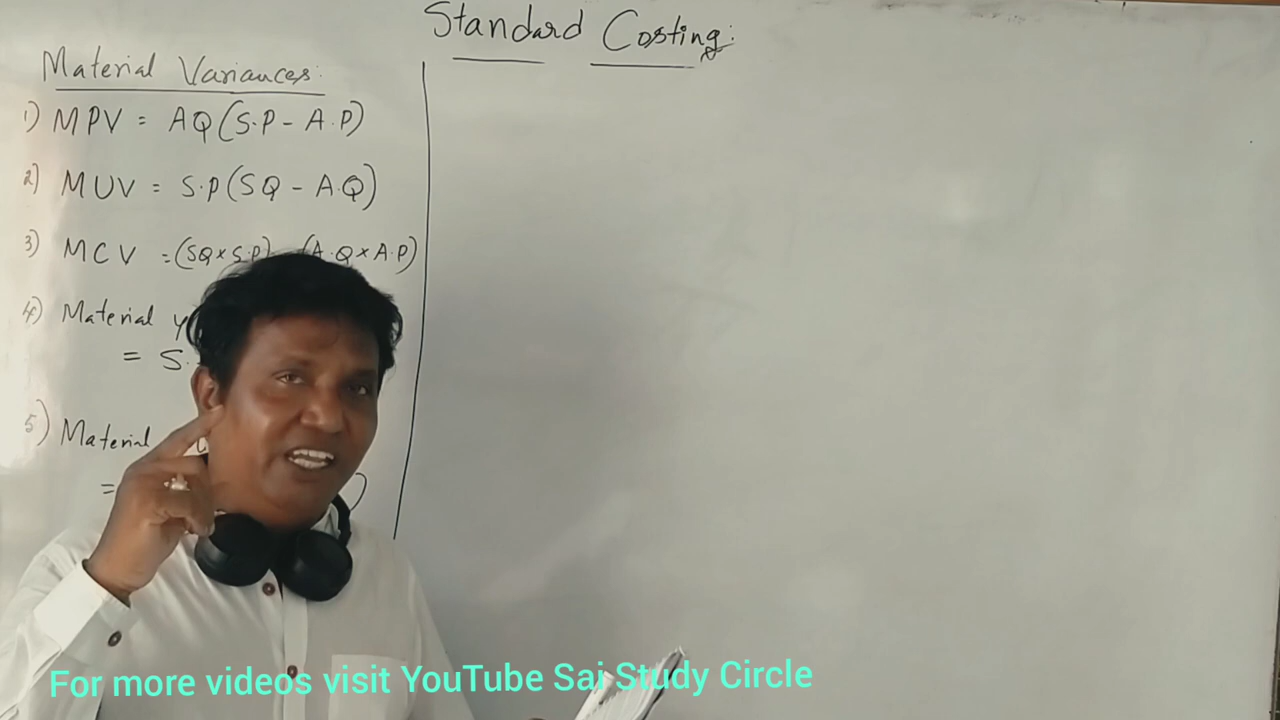 Standard Costing:
Material Variances:
1) MPV = AQ(S.P - A.P)
2) MUV = S.P(SQ - A.Q)
3) MCV = (SQ x S.P) - (A.Q x A.P)
4) Material
= S.
5) Material
=
For more videos visit YouTube Sai Study Circle